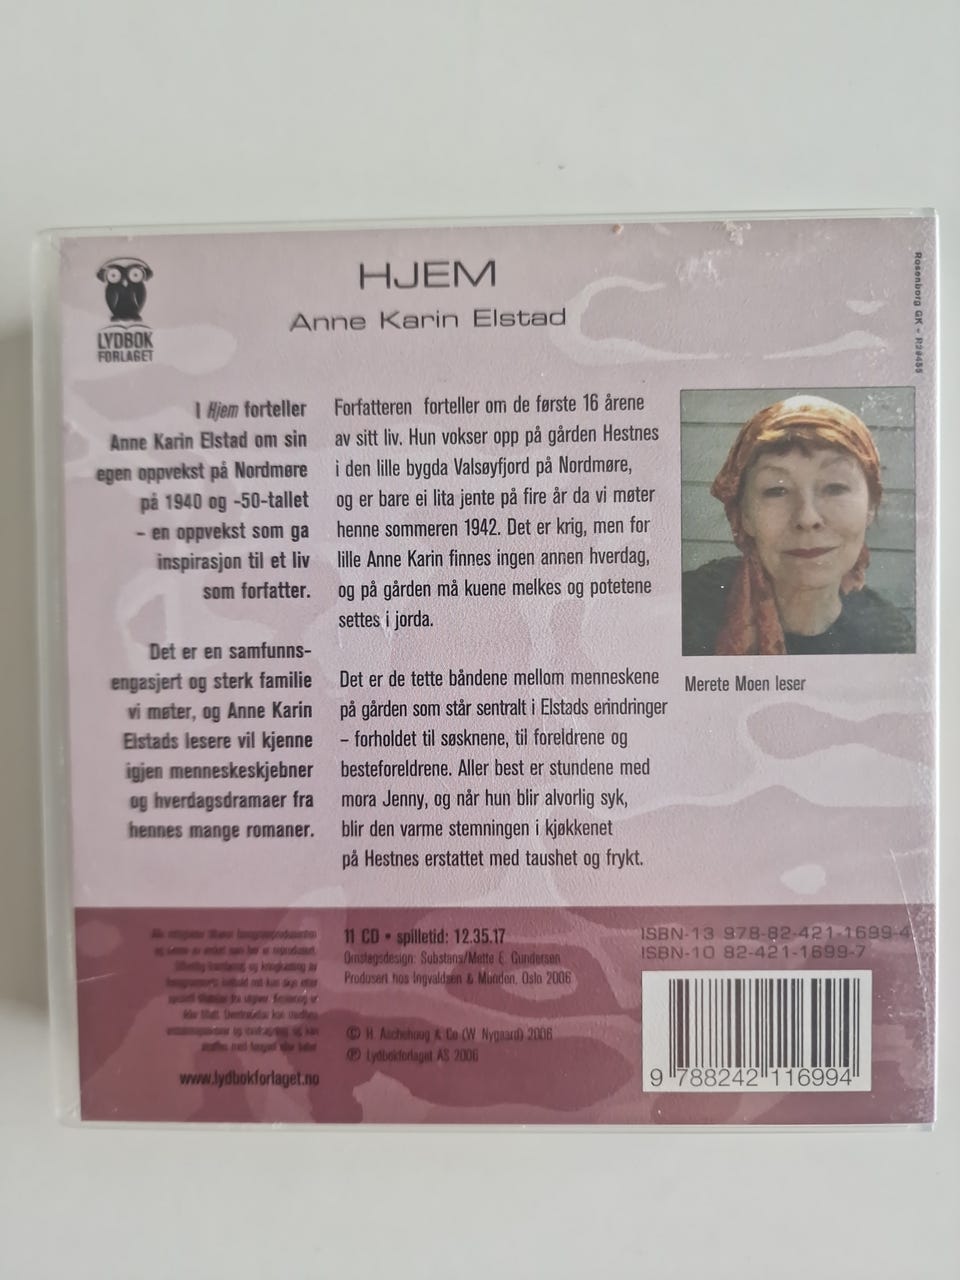 LYDBOK
FORLAGET
HJEM
Anne Karin Elstad
Rosenborg GK - R28455
I Hjem forteller
Anne Karin Elstad om sin
egen oppvekst på Nordmøre
på 1940 og -50-tallet
– en oppvekst som ga
inspirasjon til et liv
som forfatter.
Det er en samfunns-
engasjert og sterk familie
vi møter, og Anne Karin
Elstads lesere vil kjenne
igjen menneskeskjebner
og hverdagsdramaer fra
hennes mange romaner.
Forfatteren forteller om de første 16 årene
av sitt liv. Hun vokser opp på gården Hestnes
i den lille bygda Valsøyfjord på Nordmøre,
og er bare ei lita jente på fire år da vi møter
henne sommeren 1942. Det er krig, men for
lille Anne Karin finnes ingen annen hverdag,
og på gården må kuene melkes og potetene
settes i jorda.
Det er de tette båndene mellom menneskene
på gården som står sentralt i Elstads erindringer
– forholdet til søsknene, til foreldrene og
besteforeldrene. Aller best er stundene med
mora Jenny, og når hun blir alvorlig syk,
blir den varme stemningen i kjøkkenet
på Hestnes erstattet med taushet og frykt.
Merete Moen leser
www.lydbokforlaget.no
11 CD • spilletid: 12.35.17
Omslagsdesign: Substans/Mette E. Gundersen
Produsert hos Ingvaldsen & Munden, Oslo 2006
© H. Aschehoug & Co (W. Nygaard) 2006
℗ Lydbokforlaget AS 2006
ISBN-13 978-82-421-1699-4
ISBN-10 82-421-1699-7
9 788242 116994